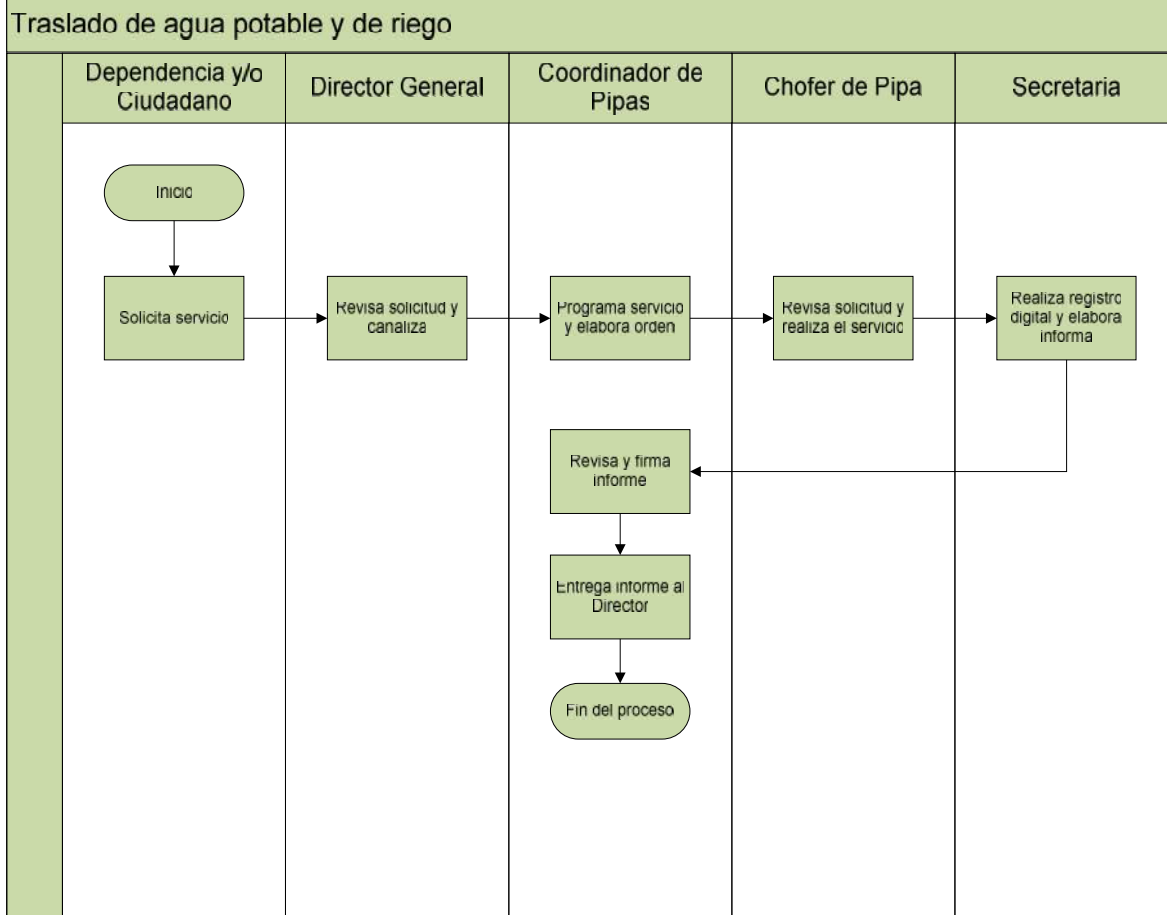 Traslado de agua potable y de riego
Dependencia y/o
Ciudadano
Director General
Coordinador de
Pipas
Chofer de Pipa
Secretaria
Inicio
Solicita servicio
Revisa solicitud y
canaliza
Programa servicio
y elabora orden
Revisa solicitud y
realiza el servicio
Realiza registro
digital y elabora
informa
Revisa y firma
informe
Entrega informe al
Director
Fin del proceso